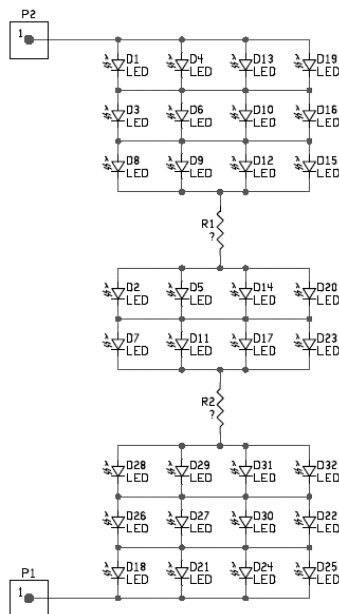 P2
1
D1 D4 D13 D19
LED LED LED LED
D3 D6 D10 D16
LED LED LED LED
D8 D9 D12 D15
LED LED LED LED
R1
?
D2 D5 D14 D20
LED LED LED LED
D7 D11 D17 D23
LED LED LED LED
R2
?
D28 D29 D31 D32
LED LED LED LED
D26 D27 D30 D22
LED LED LED LED
P1
D18 D21 D24 D25
1 LED LED LED LED